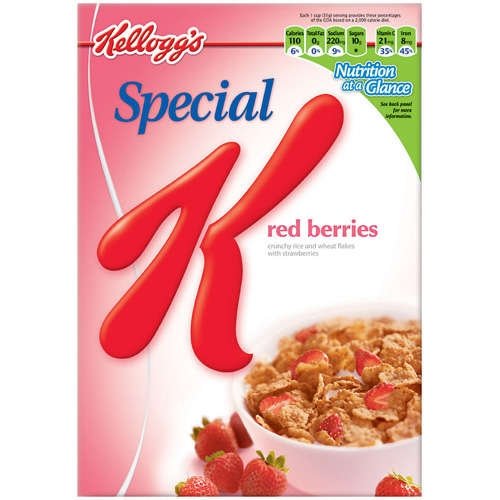 Each 1 cup (31g) serving provides these percentages
of the GDA based on a 2,000 calorie diet.
Calories Total Fat Sodium Sugars Vitamin C Iron
110 0g 220mg 10g 21mg 8mg
6% 0% 9% * 35% 45%
Nutrition
at a Glance
See back panel
for more
information.
Kellogg's
Special
K
red berries
crunchy rice and wheat flakes
with strawberries